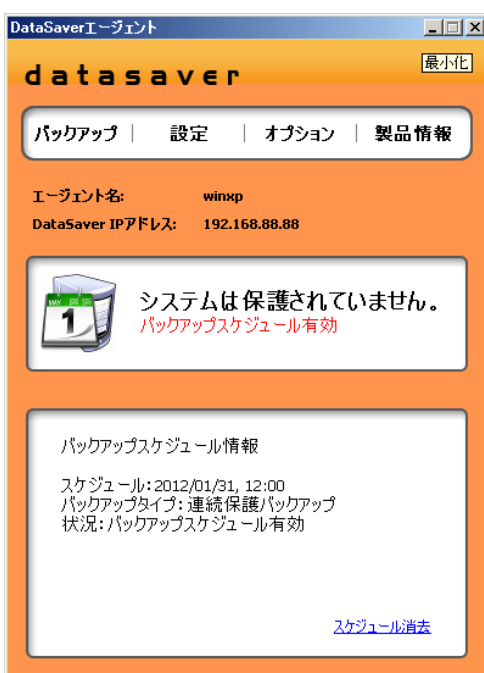 DataSaverエージェント
最小化
datasaver
バックアップ | 設定 | オプション | 製品情報
エージェント名: winxp
DataSaver IPアドレス: 192.168.88.88
MAY
1
システムは保護されていません。
バックアップスケジュール有効
バックアップスケジュール情報
スケジュール:2012/01/31, 12:00
バックアップタイプ:連続保護バックアップ
状況:バックアップスケジュール有効
スケジュール消去